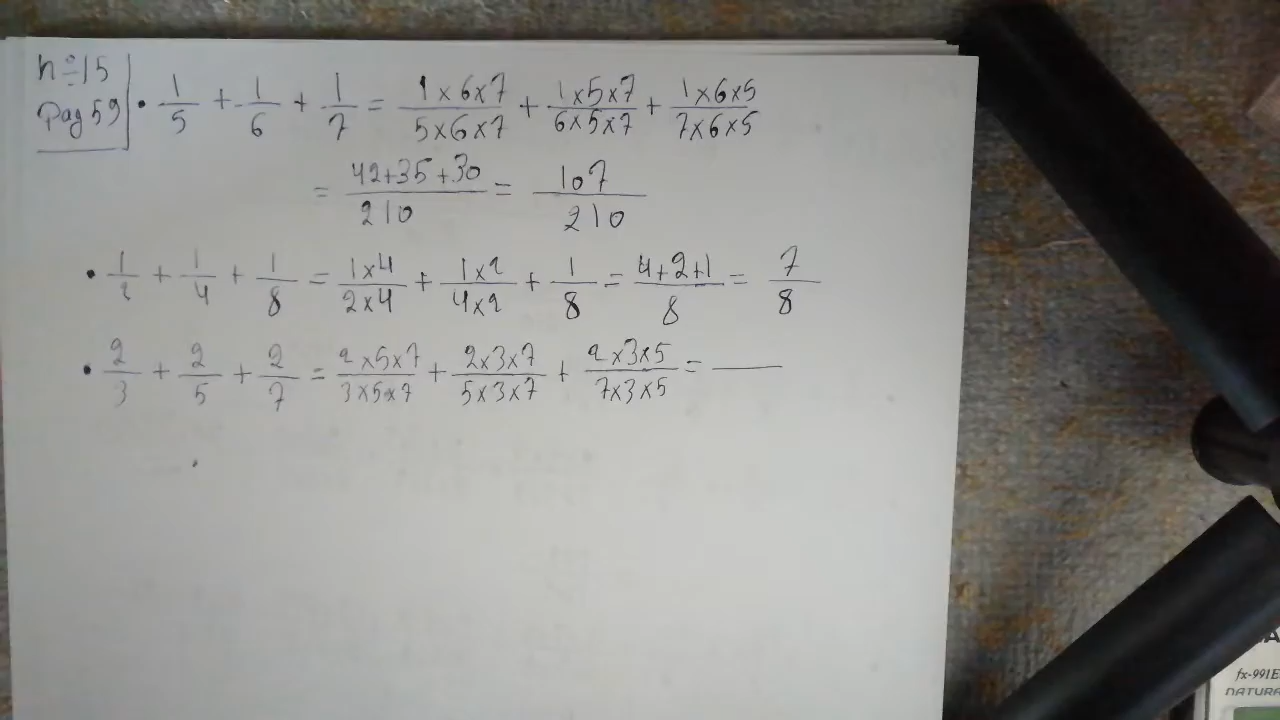 n°15
Pag 59
• 1/5 + 1/6 + 1/7 = 1×6×7/5×6×7 + 1×5×7/6×5×7 + 1×6×5/7×6×5
= 42+35+30/210 = 107/210
• 1/2 + 1/4 + 1/8 = 1×4/2×4 + 1×2/4×2 + 1/8 = 4+2+1/8 = 7/8
• 2/3 + 2/5 + 2/7 = 2×5×7/3×5×7 + 2×3×7/5×3×7 + 2×3×5/7×3×5 = —
fx-991E
NATURA